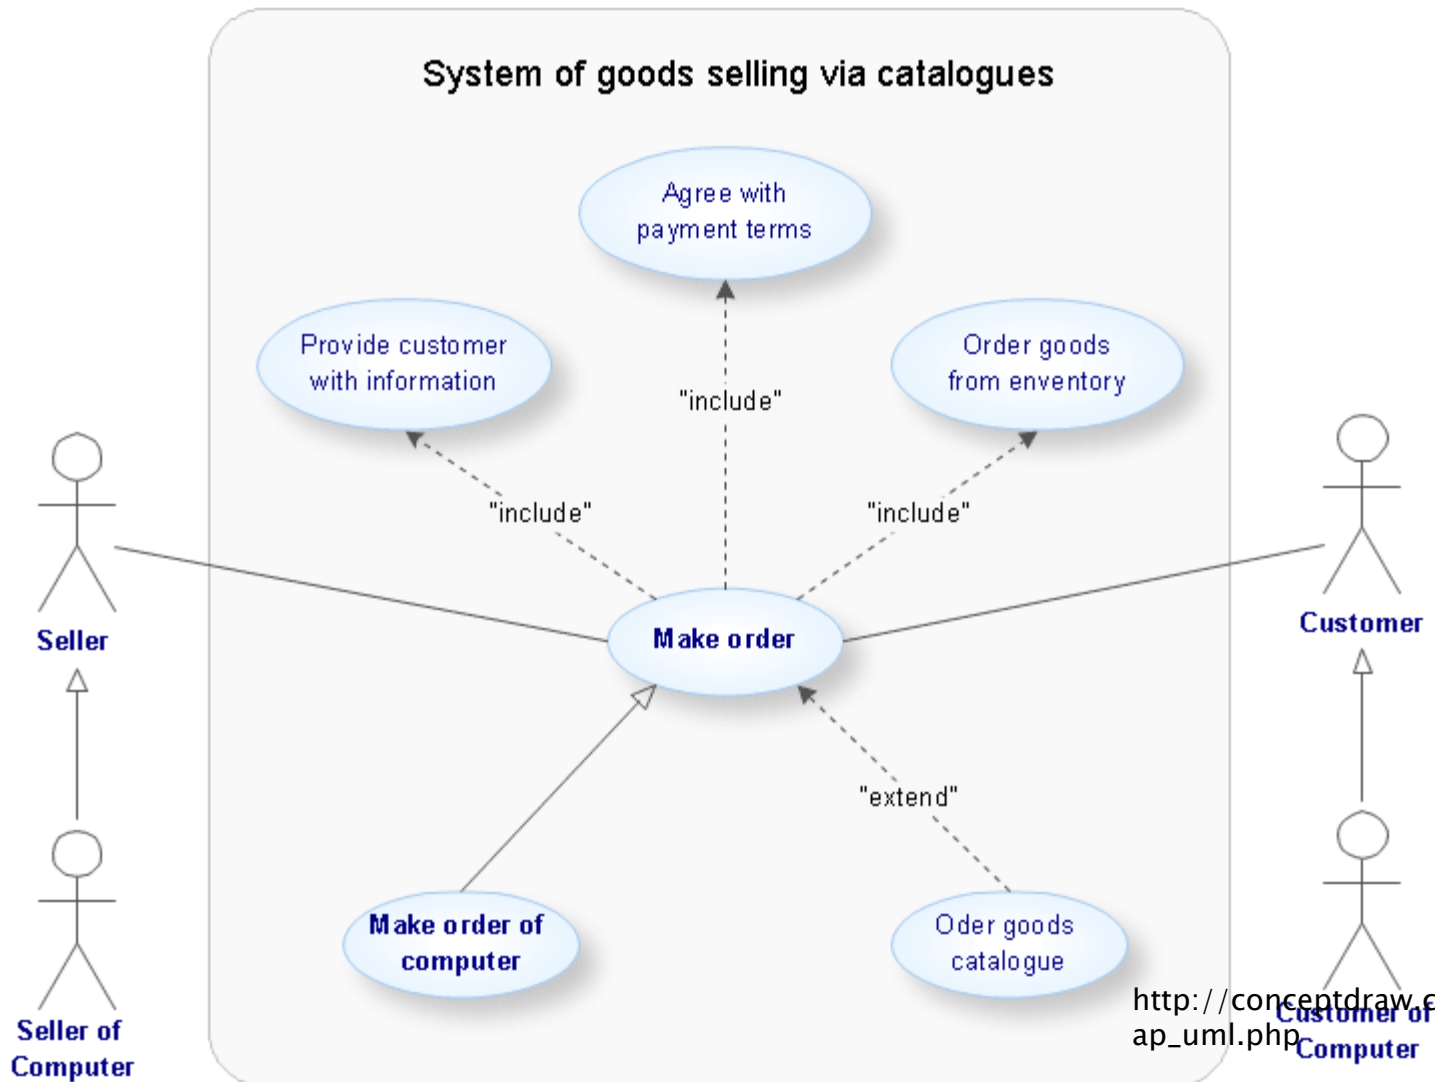 System of goods selling via catalogues
Agree with
payment terms
Provide customer
with information
Order goods
from enventory
"include"
"include"
"include"
Seller
Make order
Customer
"extend"
Make order of
computer
Oder goods
catalogue
Seller of
Computer
http://conceptdraw.c
ap_uml.php
Customer of
Computer